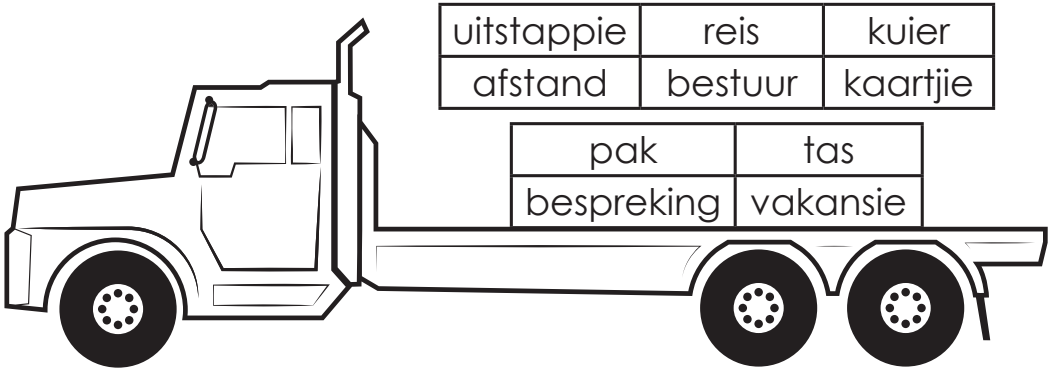 uitstappie reis kuier
afstand bestuur kaartjie
pak tas
bespreking vakansie